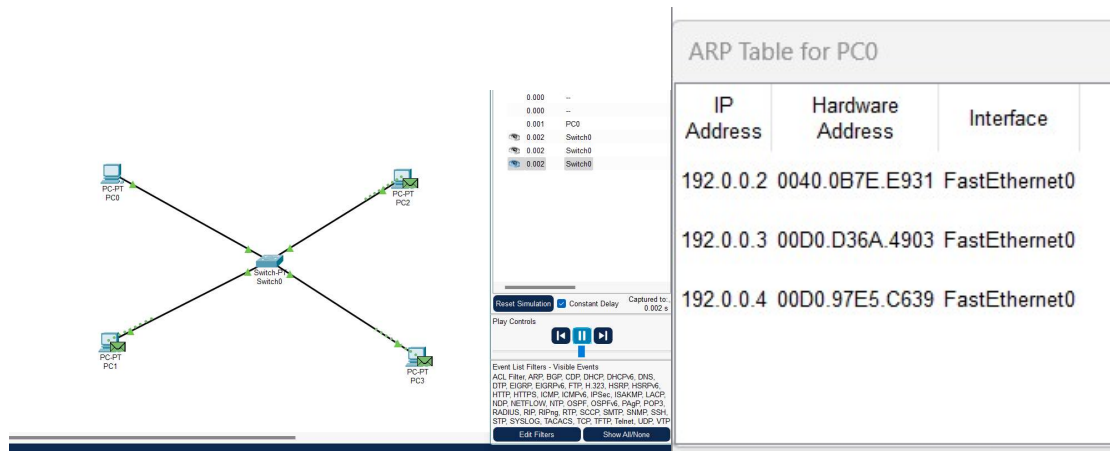 PC-PT
PC0
PC-PT
PC2
Switch-PT
Switch0
PC-PT
PC1
PC-PT
PC3
0.000 --
0.000 --
0.001 PC0
0.002 Switch0
0.002 Switch0
0.002 Switch0
Reset Simulation Constant Delay Captured to:
0.002 s
Play Controls
Event List Filters - Visible Events
ACL Filter, ARP, BGP, CDP, DHCP, DHCPv6, DNS,
DTP, EIGRP, EIGRPv6, FTP, H.323, HSRP, HSRPv6,
HTTP, HTTPS, ICMP, ICMPv6, IPSec, ISAKMP, LACP,
NDP, NETFLOW, NTP, OSPF, OSPFv6, PAgP, POP3,
RADIUS, RIP, RIPng, RTP, SCCP, SMTP, SNMP, SSH,
STP, SYSLOG, TACACS, TCP, TFTP, Telnet, UDP, VTP
Edit Filters Show All/None
ARP Table for PC0
IP Address Hardware Address Interface
192.0.0.2 0040.0B7E.E931 FastEthernet0
192.0.0.3 00D0.D36A.4903 FastEthernet0
192.0.0.4 00D0.97E5.C639 FastEthernet0